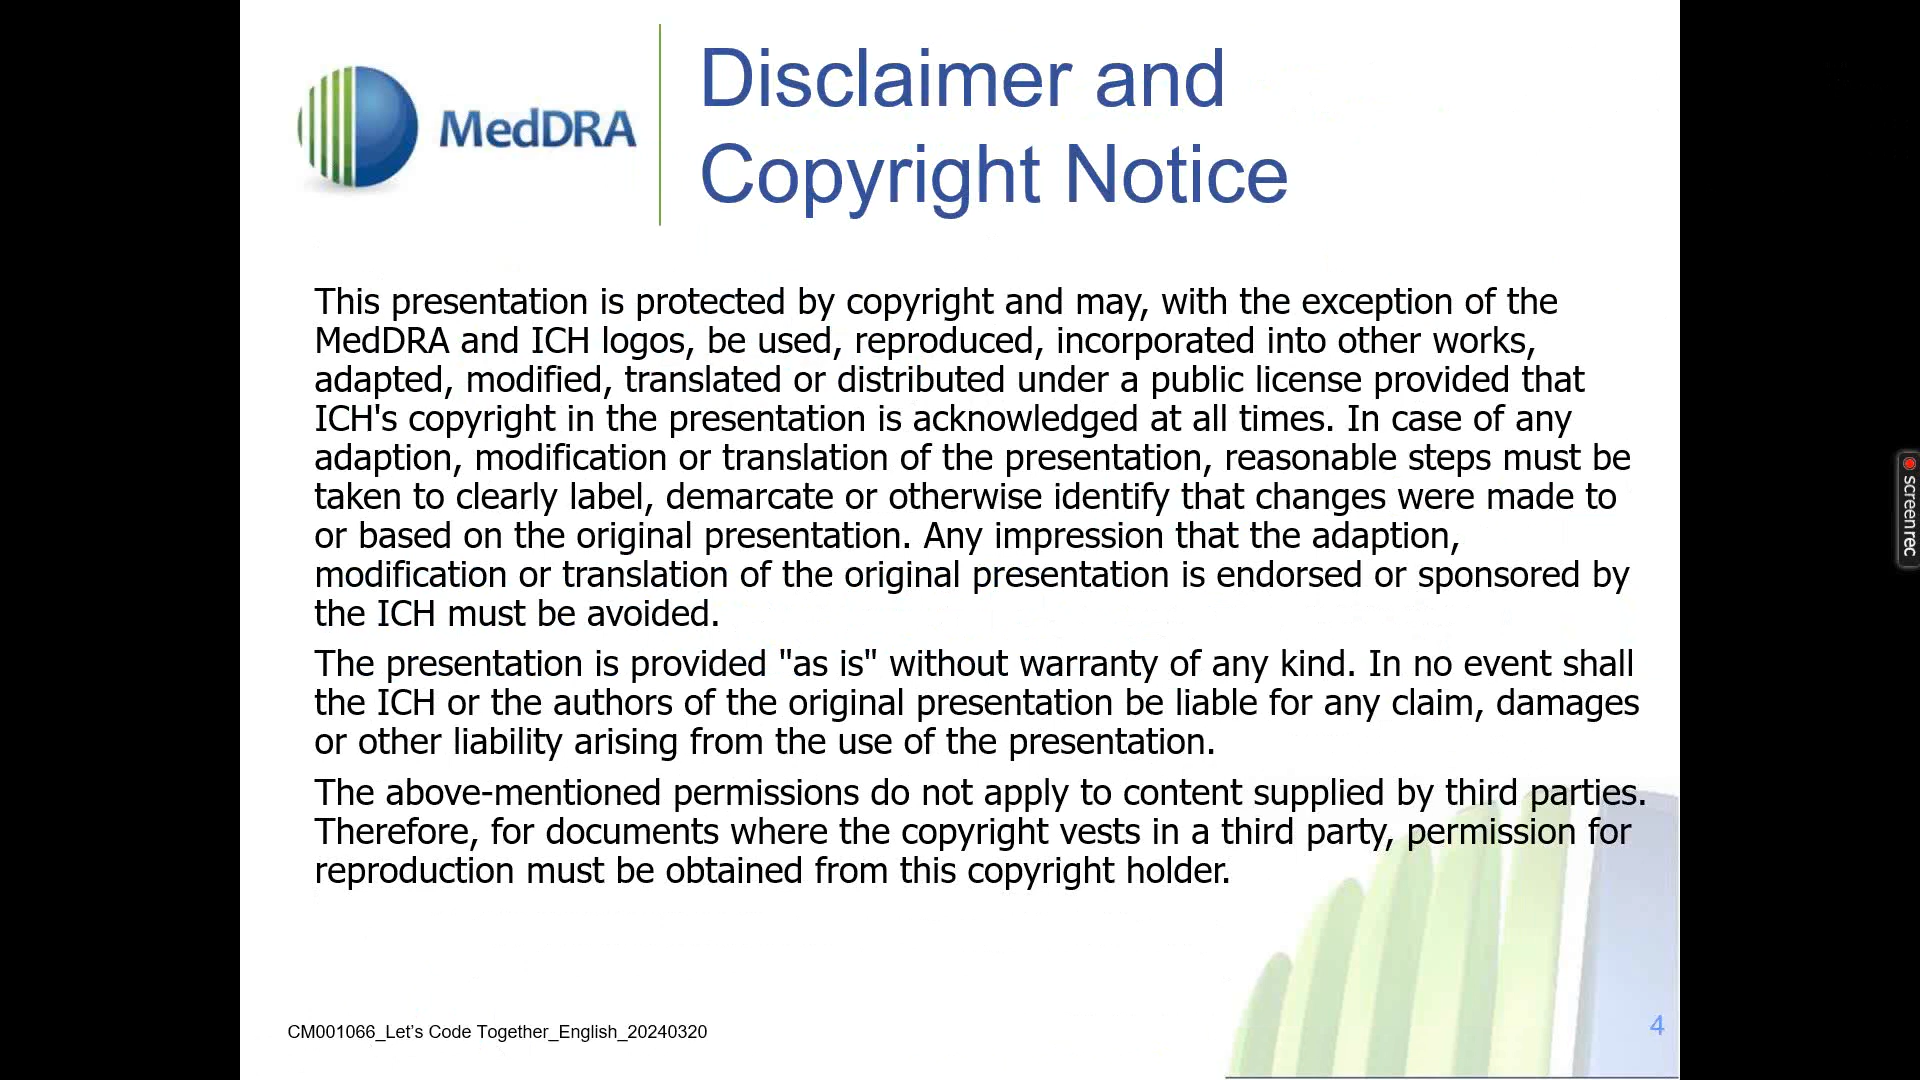 MedDRA
Disclaimer and
Copyright Notice
This presentation is protected by copyright and may, with the exception of the
MedDRA and ICH logos, be used, reproduced, incorporated into other works,
adapted, modified, translated or distributed under a public license provided that
ICH's copyright in the presentation is acknowledged at all times. In case of any
adaption, modification or translation of the presentation, reasonable steps must be
taken to clearly label, demarcate or otherwise identify that changes were made to
or based on the original presentation. Any impression that the adaption,
modification or translation of the original presentation is endorsed or sponsored by
the ICH must be avoided.
The presentation is provided "as is" without warranty of any kind. In no event shall
the ICH or the authors of the original presentation be liable for any claim, damages
or other liability arising from the use of the presentation.
The above-mentioned permissions do not apply to content supplied by third parties.
Therefore, for documents where the copyright vests in a third party, permission for
reproduction must be obtained from this copyright holder.
CM001066_Let’s Code Together_English_20240320
4
screenrec